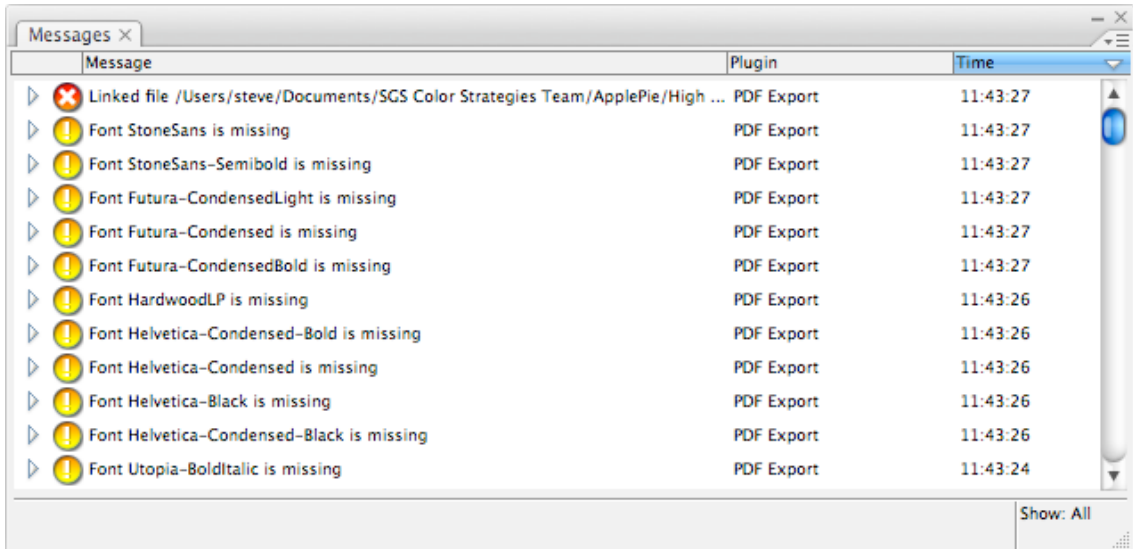 Messages
Message Plugin Time
Linked file /Users/steve/Documents/SGS Color Strategies Team/ApplePie/High ... PDF Export 11:43:27
Font StoneSans is missing PDF Export 11:43:27
Font StoneSans-Semibold is missing PDF Export 11:43:27
Font Futura-CondensedLight is missing PDF Export 11:43:27
Font Futura-Condensed is missing PDF Export 11:43:27
Font Futura-CondensedBold is missing PDF Export 11:43:27
Font HardwoodLP is missing PDF Export 11:43:26
Font Helvetica-Condensed-Bold is missing PDF Export 11:43:26
Font Helvetica-Condensed is missing PDF Export 11:43:26
Font Helvetica-Black is missing PDF Export 11:43:26
Font Helvetica-Condensed-Black is missing PDF Export 11:43:26
Font Utopia-BoldItalic is missing PDF Export 11:43:24
Show: All